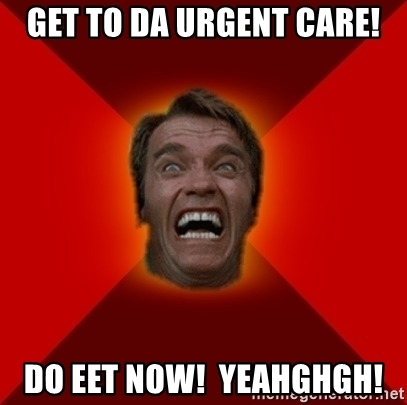 GET TO DA URGENT CARE!
DO EET NOW!  YEAHGHGH!
memegenerator.net